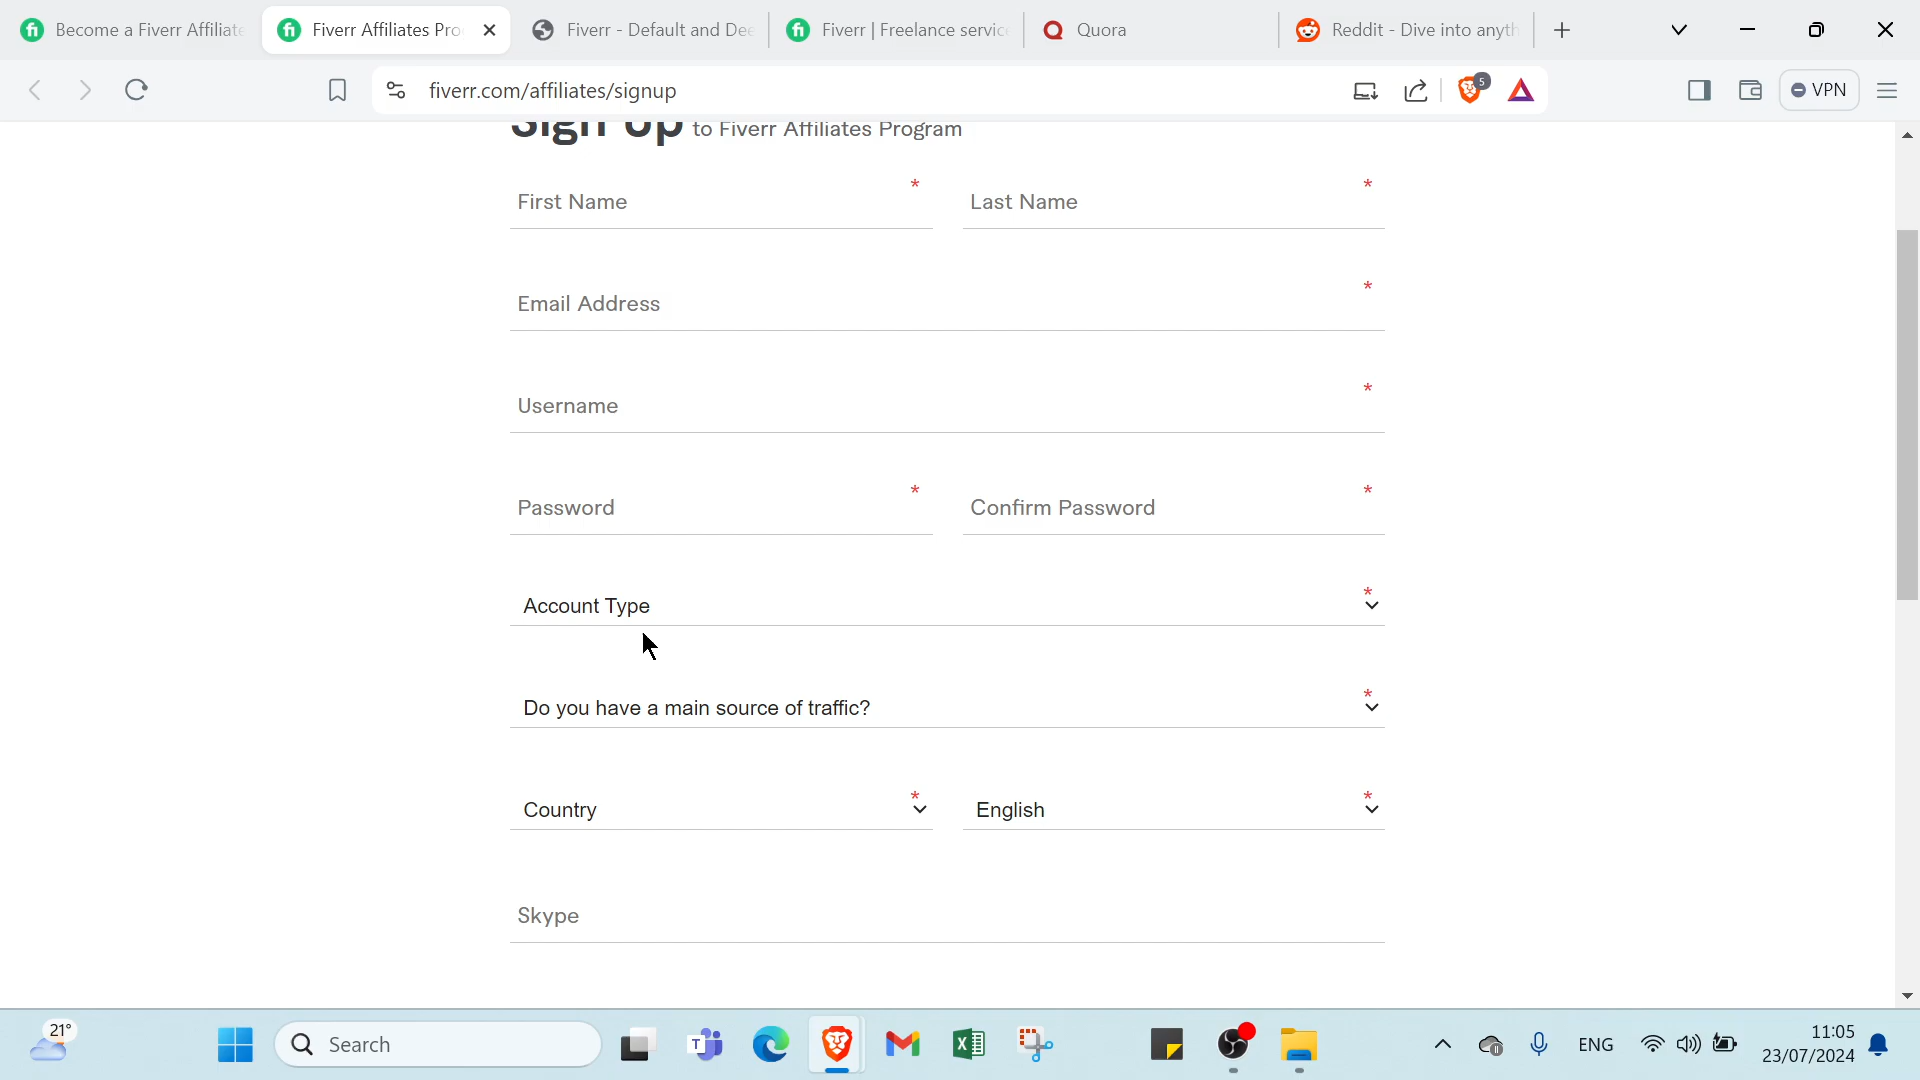 Become a Fiverr Affiliate
Fiverr Affiliates Pro
Fiverr - Default and Dee
Fiverr | Freelance servic
Quora
Reddit - Dive into anyth
fiverr.com/affiliates/signup
5
VPN
Sign Up to Fiverr Affiliates Program
First Name *
Last Name *
Email Address *
Username *
Password *
Confirm Password *
Account Type *
Do you have a main source of traffic? *
Country *
English *
Skype
21°
Search
ENG
11:05
23/07/2024